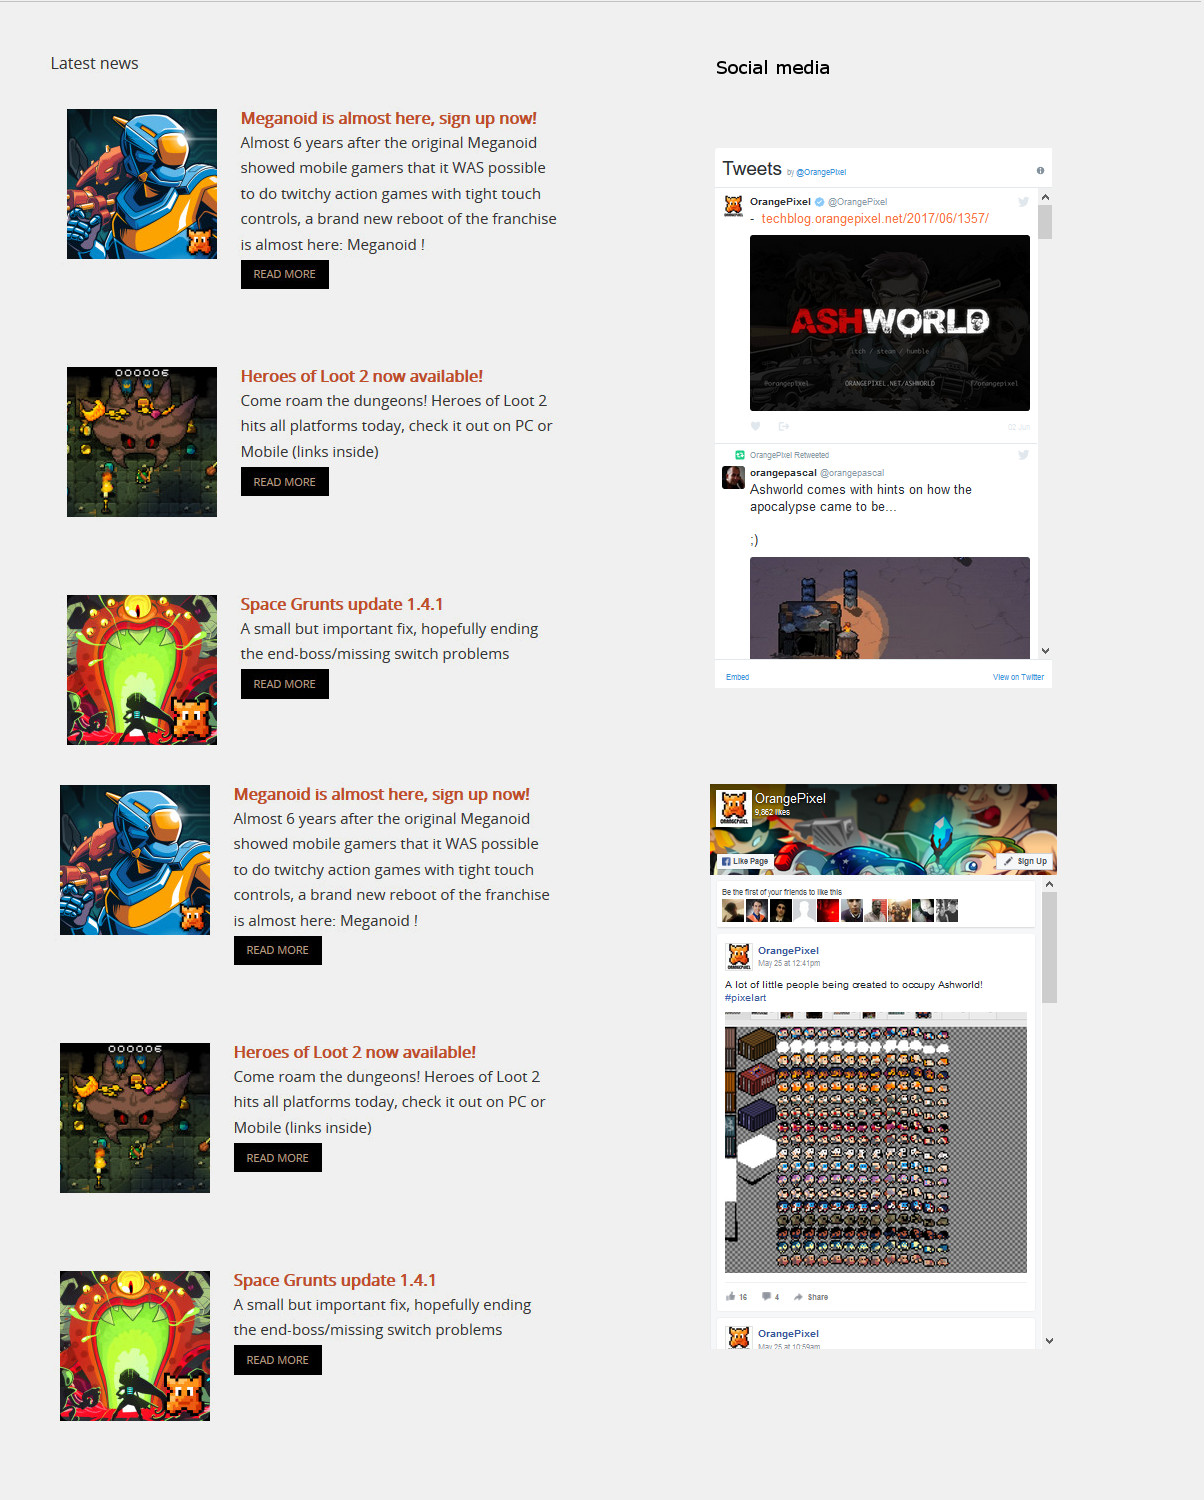 Latest news
Meganoid is almost here, sign up now!
Almost 6 years after the original Meganoid
showed mobile gamers that it WAS possible
to do twitchy action games with tight touch
controls, a brand new reboot of the franchise
is almost here: Meganoid !
READ MORE
000006
Heroes of Loot 2 now available!
Come roam the dungeons! Heroes of Loot 2
hits all platforms today, check it out on PC or
Mobile (links inside)
READ MORE
Space Grunts update 1.4.1
A small but important fix, hopefully ending
the end-boss/missing switch problems
READ MORE
Meganoid is almost here, sign up now!
Almost 6 years after the original Meganoid
showed mobile gamers that it WAS possible
to do twitchy action games with tight touch
controls, a brand new reboot of the franchise
is almost here: Meganoid !
READ MORE
000006
Heroes of Loot 2 now available!
Come roam the dungeons! Heroes of Loot 2
hits all platforms today, check it out on PC or
Mobile (links inside)
READ MORE
Space Grunts update 1.4.1
A small but important fix, hopefully ending
the end-boss/missing switch problems
READ MORE
Social media
Tweets by @OrangePixel
OrangePixel @OrangePixel
- techblog.orangepixel.net/2017/06/1357/
ASHWORLD
itch / steam / humble
@orangepixel ORANGEPIXEL.NET/ASHWORLD f/orangepixel
02 Jun
OrangePixel Retweeted
orangepascal @orangepascal
Ashworld comes with hints on how the
apocalypse came to be...
;)
Embed View on Twitter
ORANGEPIXEL
OrangePixel
9,862 likes
Like Page Sign Up
Be the first of your friends to like this
ORANGEPIXEL
OrangePixel
May 25 at 12:41pm
A lot of little people being created to occupy Ashworld!
#pixelart
16 4 Share
OrangePixel
May 25 at 10:59am